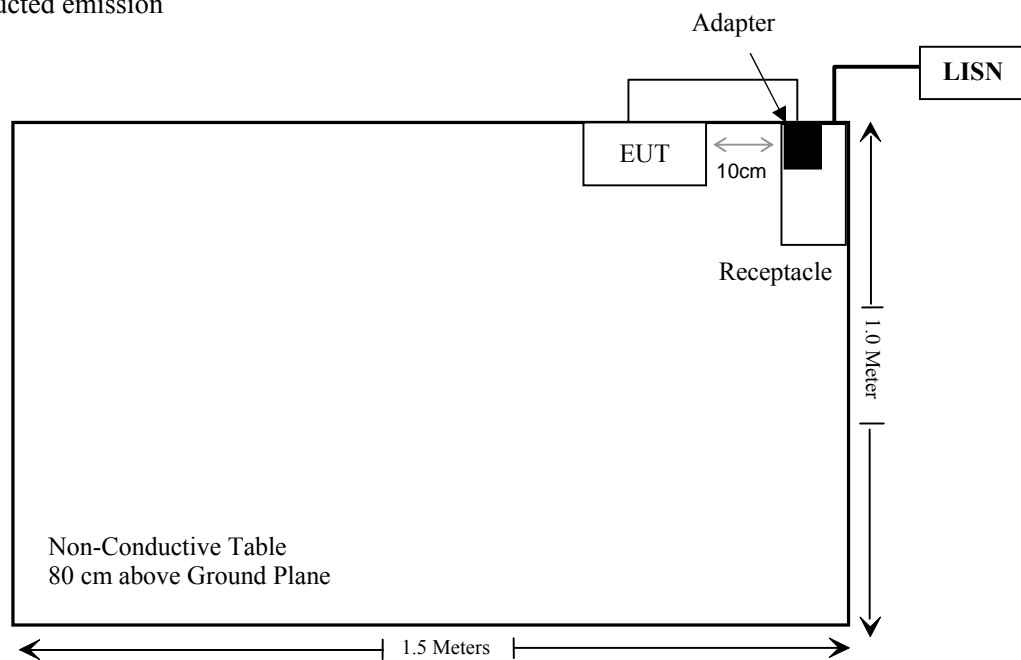 emission
Adapter
LISN
EUT
10cm
Receptacle
1.0 Meter
Non-Conductive Table
80 cm above Ground Plane
1.5 Meters